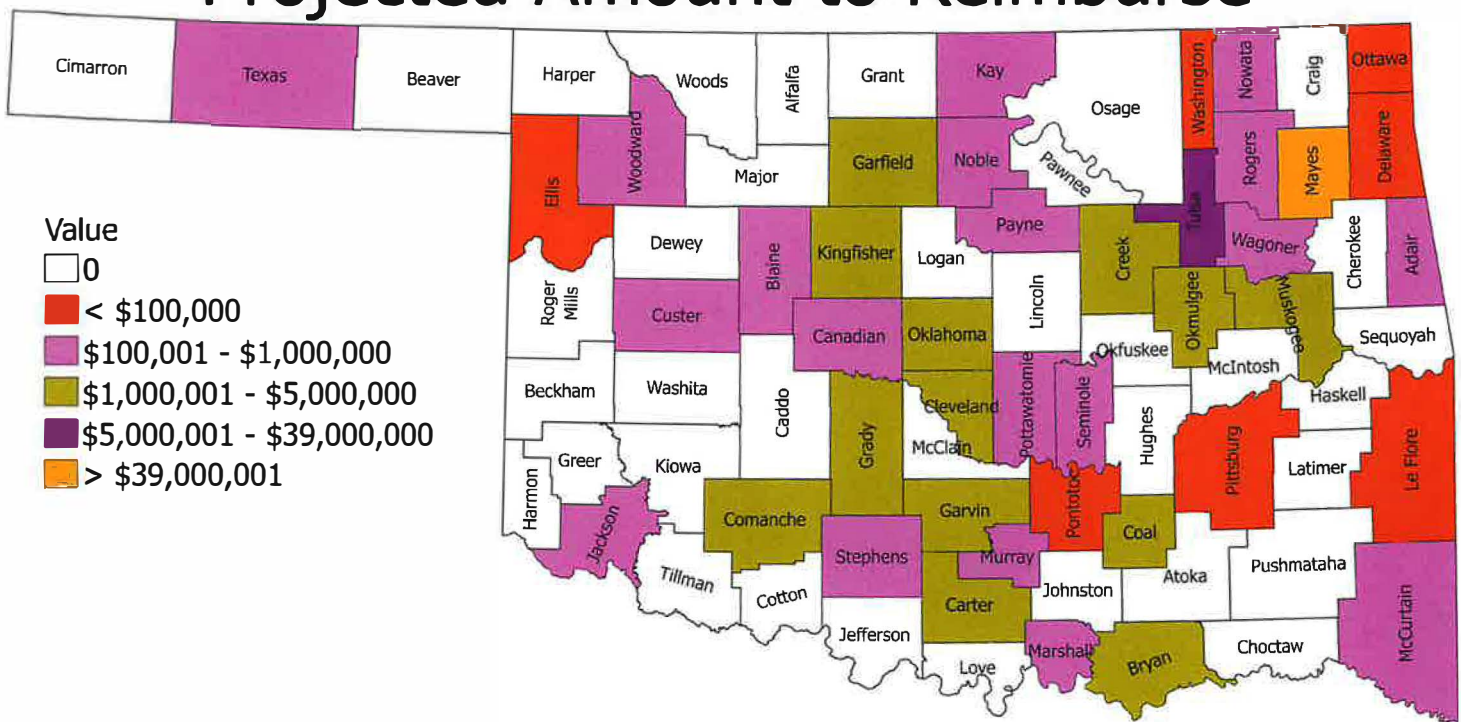 Projected Amount to Reimburse
Cimarron
Texas
Beaver
Harper
Woods
Alfalfa
Grant
Kay
Osage
Washington
Nowata
Craig
Ottawa
Ellis
Woodward
Major
Garfield
Noble
Pawnee
Rogers
Mayes
Delaware
Value
0
< $100,000
$100,001 - $1,000,000
$1,000,001 - $5,000,000
$5,000,001 - $39,000,000
> $39,000,001
Dewey
Blaine
Kingfisher
Logan
Payne
Creek
Tulsa
Wagoner
Cherokee
Adair
Roger
Mills
Custer
Canadian
Oklahoma
Lincoln
Okmulgee
Muskogee
Sequoyah
Beckham
Washita
Caddo
Grady
Cleveland
McClain
Pottawatomie
Seminole
Okfuskee
Hughes
McIntosh
Haskell
Harmon
Greer
Kiowa
Comanche
Garvin
Pontotoc
Coal
Pittsburg
Latimer
Le Flore
Jackson
Tillman
Cotton
Stephens
Murray
Carter
Johnston
Atoka
Pushmataha
McCurtain
Jefferson
Love
Marshall
Bryan
Choctaw